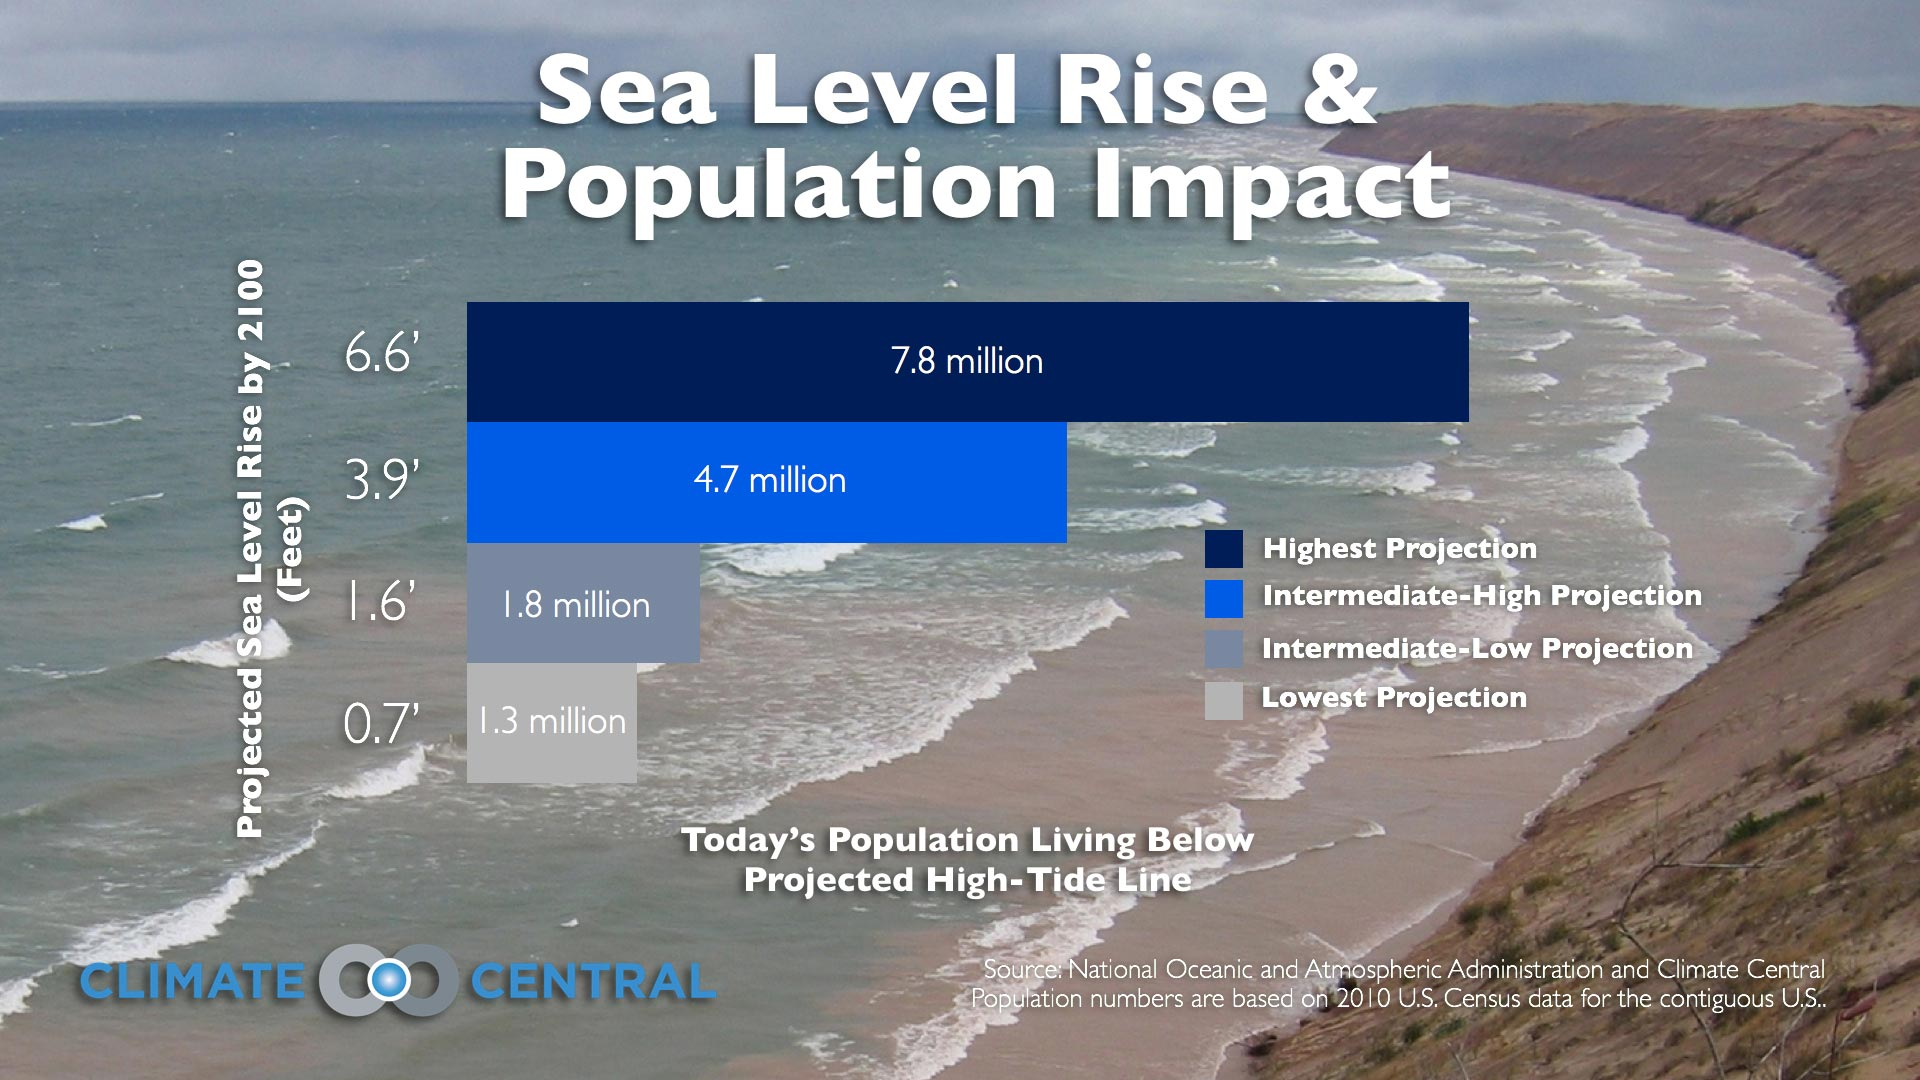 Sea Level Rise &
Population Impact
Projected Sea Level Rise by 2100
(Feet)
6.6’
7.8 million
3.9’
4.7 million
1.6’
1.8 million
0.7’
1.3 million
Highest Projection
Intermediate-High Projection
Intermediate-Low Projection
Lowest Projection
Today’s Population Living Below
Projected High-Tide Line
CLIMATE CENTRAL
Source: National Oceanic and Atmospheric Administration and Climate Central
Population numbers are based on 2010 U.S. Census data for the contiguous U.S..